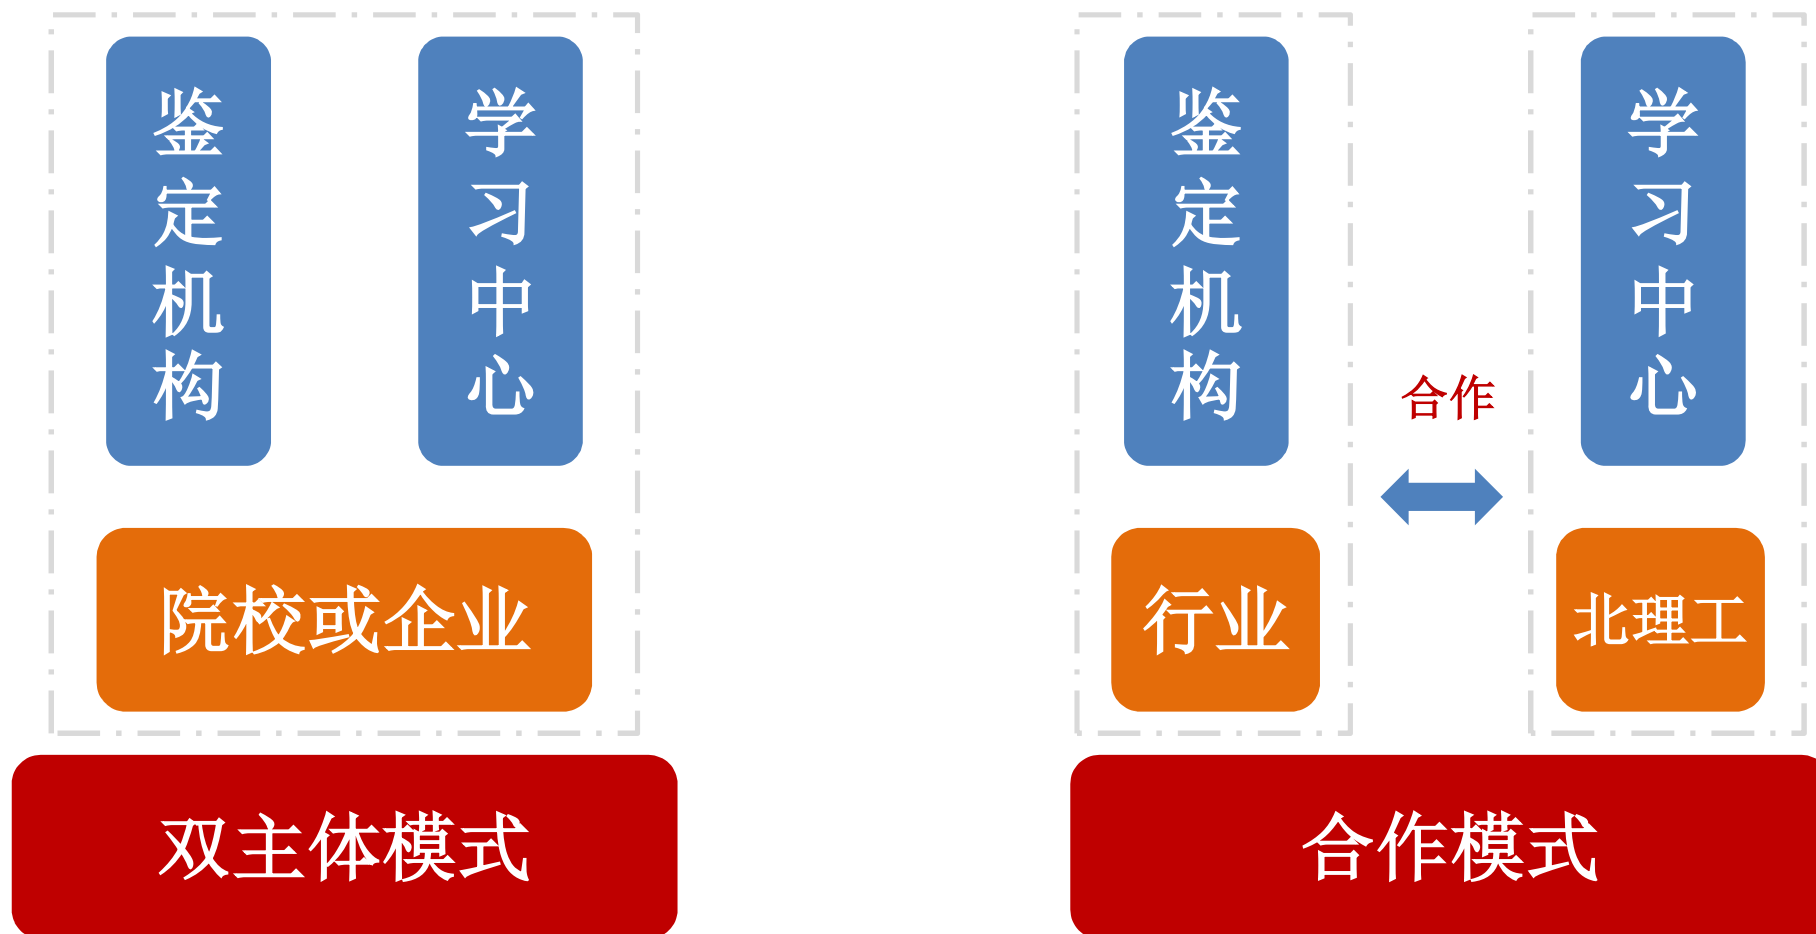 鉴定机构
学习中心
院校或企业
双主体模式
鉴定机构
合作
学习中心
行业
北理工
合作模式